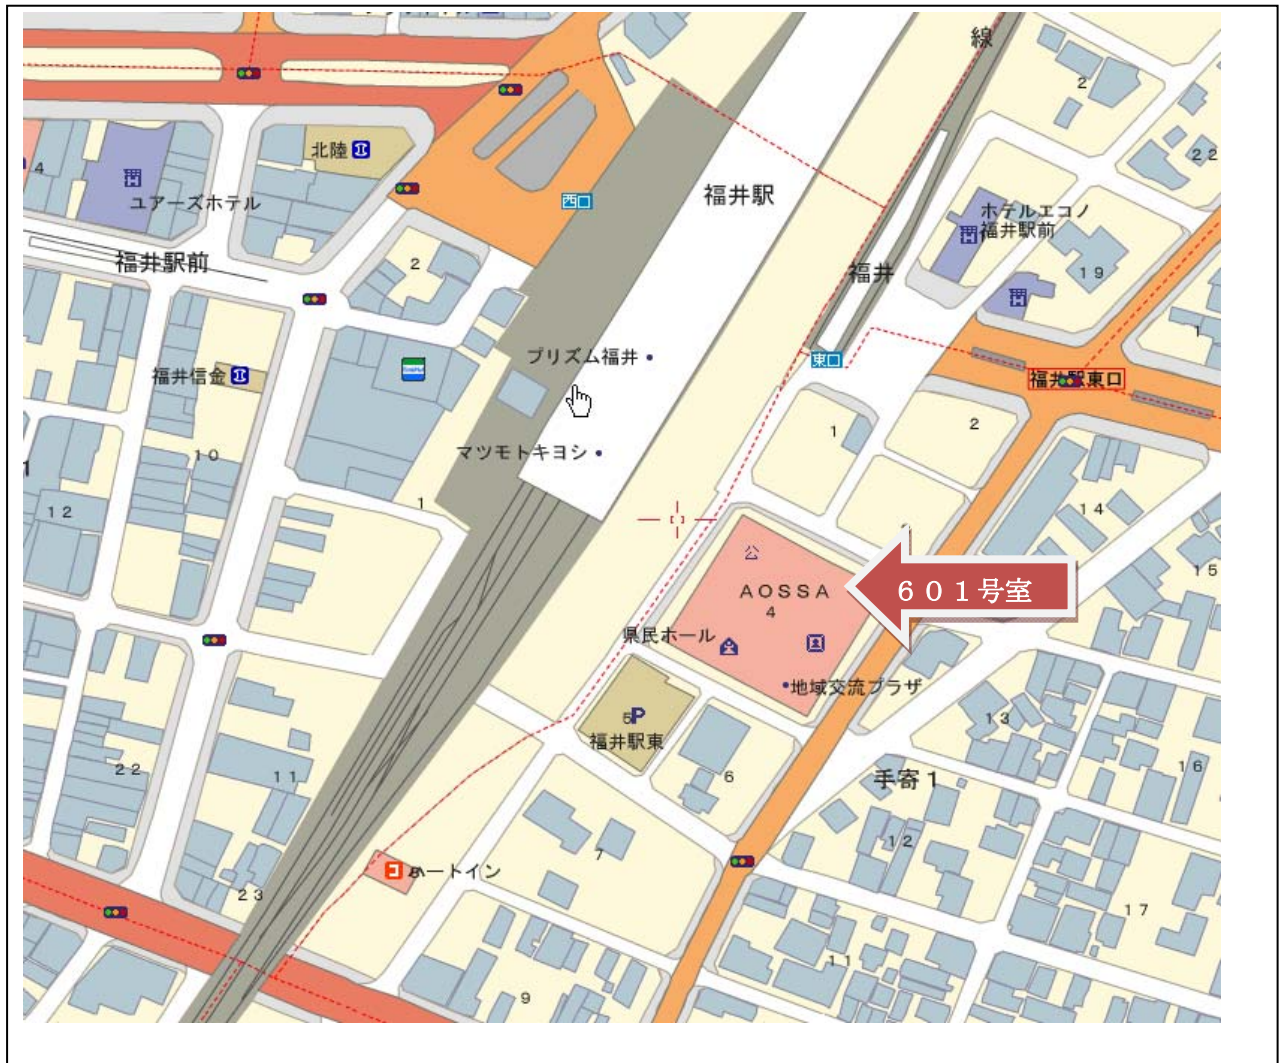 線
2
22
北陸
4
ユアーズホテル
西口
福井駅
ホテルエコノ
福井駅前
福井駅前
2
福井
19
1
プリズム福井
東口
福井駅東口
福井信金
1
2
マツモトキヨシ
10
1
1
12
14
公
15
AOSSA
4
601号室
県民ホール
地域交流プラザ
13
5P
福井駅東
22
11
6
手寄1
16
7
12
ハートイン
23
17
11
9